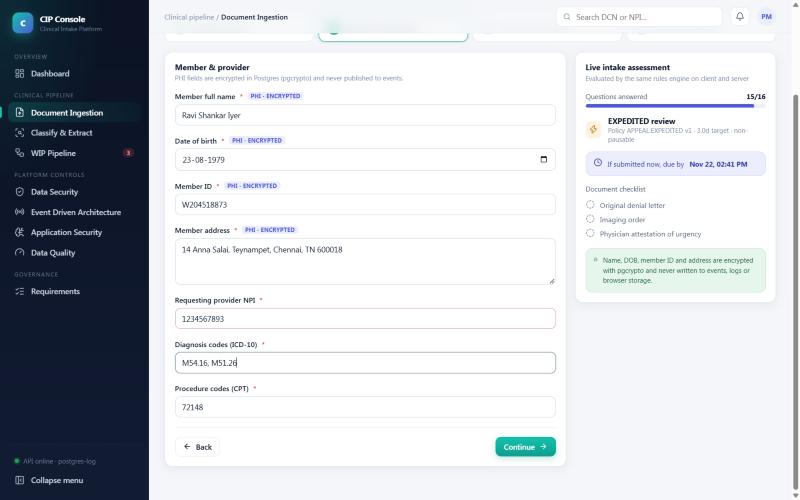 C
CIP Console
Clinical Intake Platform
OVERVIEW
Dashboard
CLINICAL PIPELINE
Document Ingestion
Classify & Extract
WIP Pipeline
3
PLATFORM CONTROLS
Data Security
Event Driven Architecture
Application Security
Data Quality
GOVERNANCE
Requirements
API online · postgres-log
Collapse menu
Clinical pipeline / Document Ingestion
Search DCN or NPI...
PM
Member & provider
PHI fields are encrypted in Postgres (pgcrypto) and never published to events.
Member full name * PHI · ENCRYPTED
Ravi Shankar Iyer
Date of birth * PHI · ENCRYPTED
23-08-1979
Member ID * PHI · ENCRYPTED
W204518873
Member address * PHI · ENCRYPTED
14 Anna Salai, Teynampet, Chennai, TN 600018
Requesting provider NPI *
1234567893
Diagnosis codes (ICD-10) *
M54.16, M51.26
Procedure codes (CPT) *
72148
Back
Continue
Live intake assessment
Evaluated by the same rules engine on client and server
Questions answered 15/16
EXPEDITED review
Policy APPEAL.EXPEDITED v1 · 3.0d target · non-
pausable
If submitted now, due by Nov 22, 02:41 PM
Document checklist
Original denial letter
Imaging order
Physician attestation of urgency
Name, DOB, member ID and address are encrypted
with pgcrypto and never written to events, logs or
browser storage.